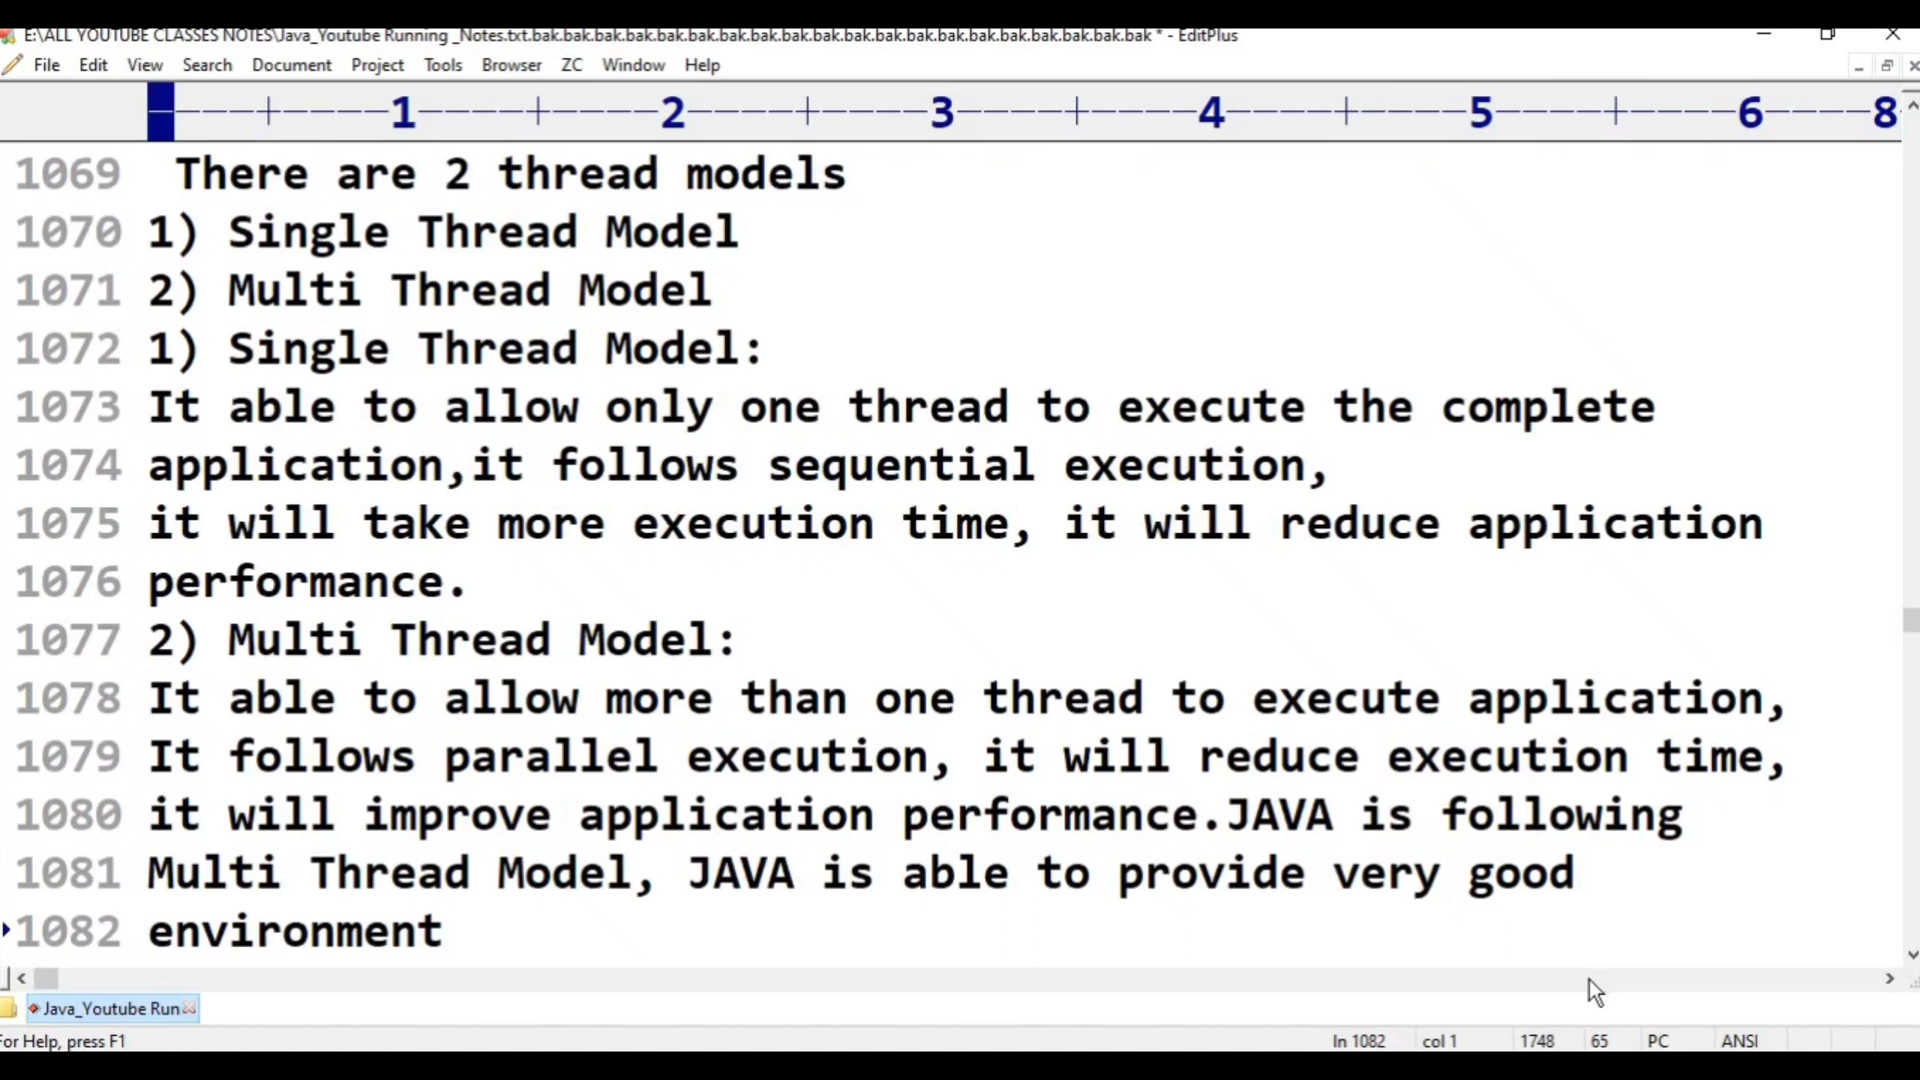 E:\ALL YOUTUBE CLASSES NOTES\Java_Youtube Running _Notes.txt.bak.bak.bak.bak.bak.bak.bak.bak.bak.bak.bak.bak.bak.bak.bak.bak.bak.bak.bak.bak * - EditPlus
File Edit View Search Document Project Tools Browser ZC Window Help
1 2 3 4 5 6 8
1069 There are 2 thread models
1070 1) Single Thread Model
1071 2) Multi Thread Model
1072 1) Single Thread Model:
1073 It able to allow only one thread to execute the complete
1074 application,it follows sequential execution,
1075 it will take more execution time, it will reduce application
1076 performance.
1077 2) Multi Thread Model:
1078 It able to allow more than one thread to execute application,
1079 It follows parallel execution, it will reduce execution time,
1080 it will improve application performance.JAVA is following
1081 Multi Thread Model, JAVA is able to provide very good
1082 environment
Java_Youtube Run
For Help, press F1 ln 1082 col 1 1748 65 PC ANSI